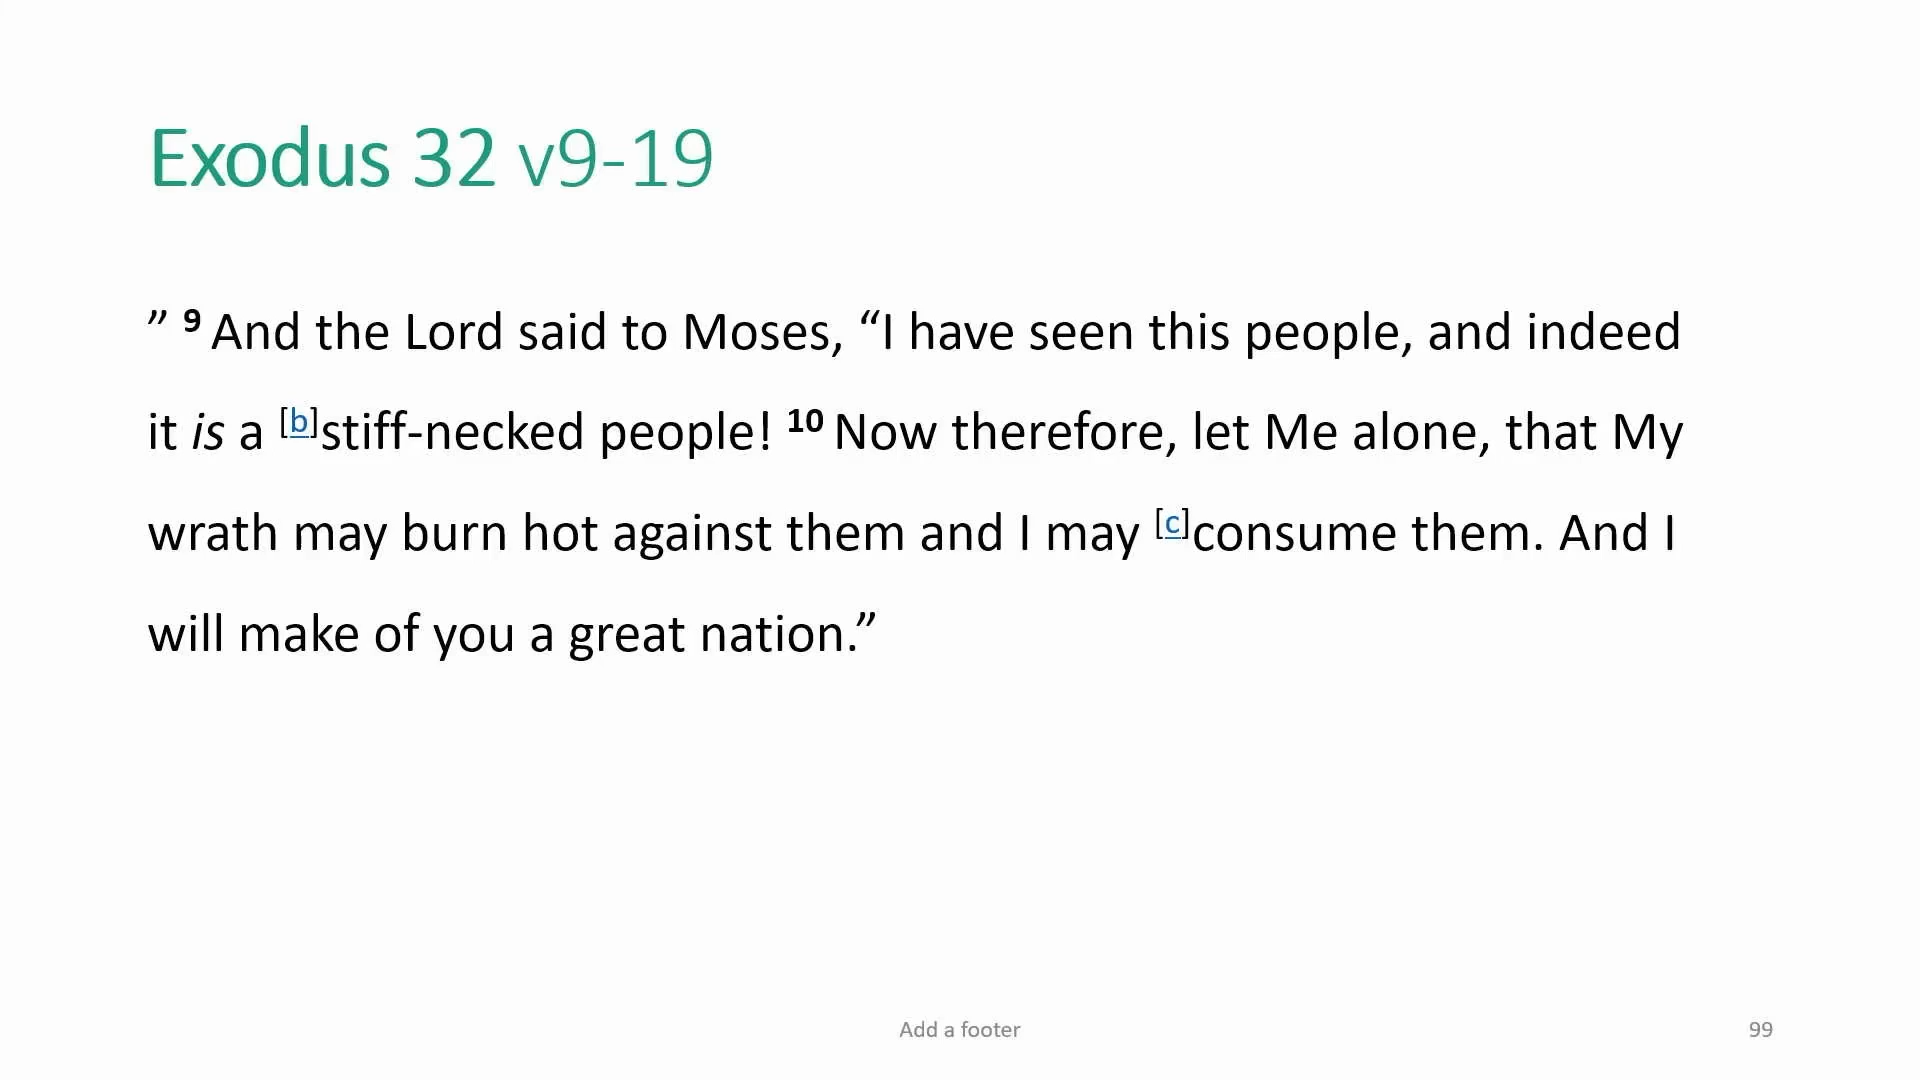 Exodus 32 v9-19
” 9 And the Lord said to Moses, “I have seen this people, and indeed
it is a [b]stiff-necked people! 10 Now therefore, let Me alone, that My
wrath may burn hot against them and I may [c]consume them. And I
will make of you a great nation.”
Add a footer
99